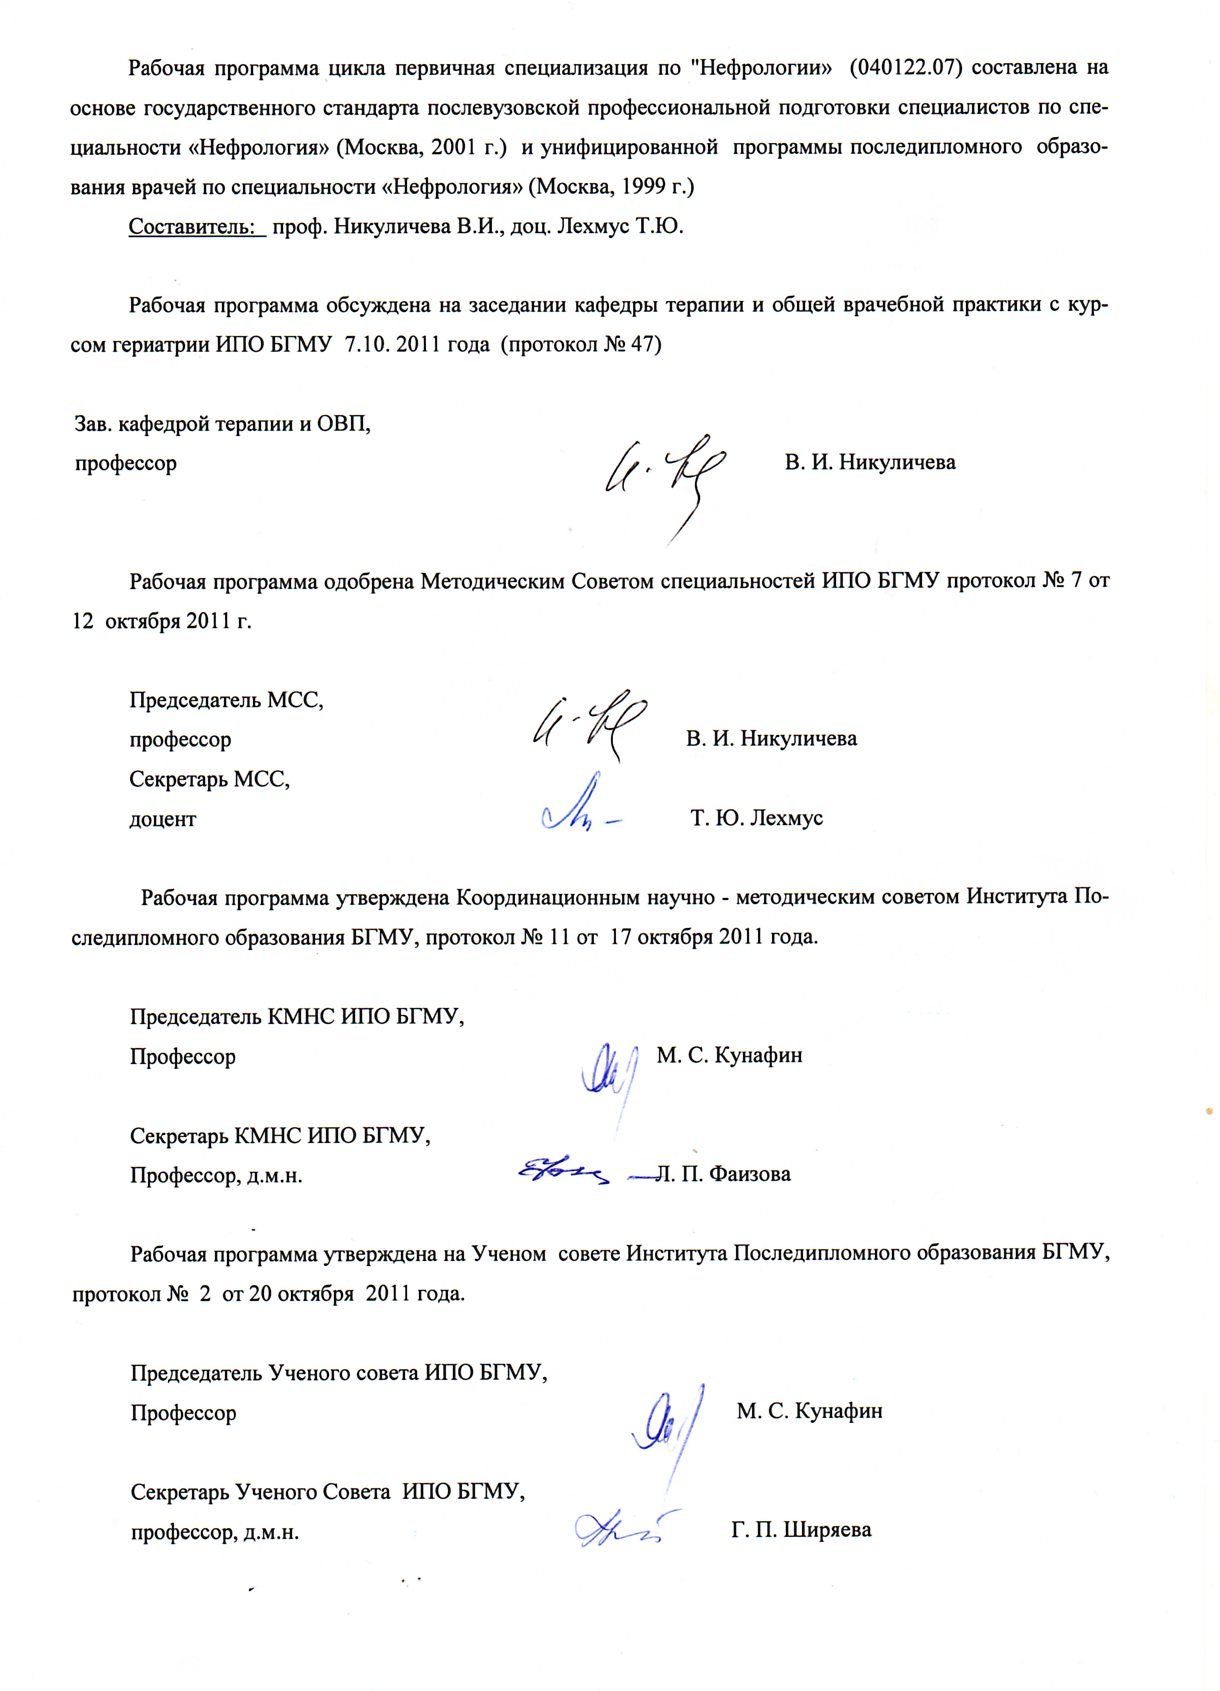 Рабочая программа цикла первичная специализация по "Нефрологии» (040122.07) составлена на
основе государственного стандарта послевузовской профессиональной подготовки специалистов по спе-
циальности «Нефрология» (Москва, 2001 г.) и унифицированной программы последипломного образо-
вания врачей по специальности «Нефрология» (Москва, 1999 г.)
Составитель: проф. Никуличева В.И., доц. Лехмус Т.Ю.
Рабочая программа обсуждена на заседании кафедры терапии и общей врачебной практики с кур-
сом гериатрии ИПО БГМУ 7.10. 2011 года (протокол № 47)
Зав. кафедрой терапии и ОВП,
профессор В. И. Никуличева
Рабочая программа одобрена Методическим Советом специальностей ИПО БГМУ протокол № 7 от
12 октября 2011 г.
Председатель МСС,
профессор В. И. Никуличева
Секретарь МСС,
доцент Т. Ю. Лехмус
Рабочая программа утверждена Координационным научно - методическим советом Института По-
следипломного образования БГМУ, протокол № 11 от 17 октября 2011 года.
Председатель КМНС ИПО БГМУ,
Профессор М. С. Кунафин
Секретарь КМНС ИПО БГМУ,
Профессор, д.м.н. Л. П. Фаизова
Рабочая программа утверждена на Ученом совете Института Последипломного образования БГМУ,
протокол № 2 от 20 октября 2011 года.
Председатель Ученого совета ИПО БГМУ,
Профессор М. С. Кунафин
Секретарь Ученого Совета ИПО БГМУ,
профессор, д.м.н. Г. П. Ширяева